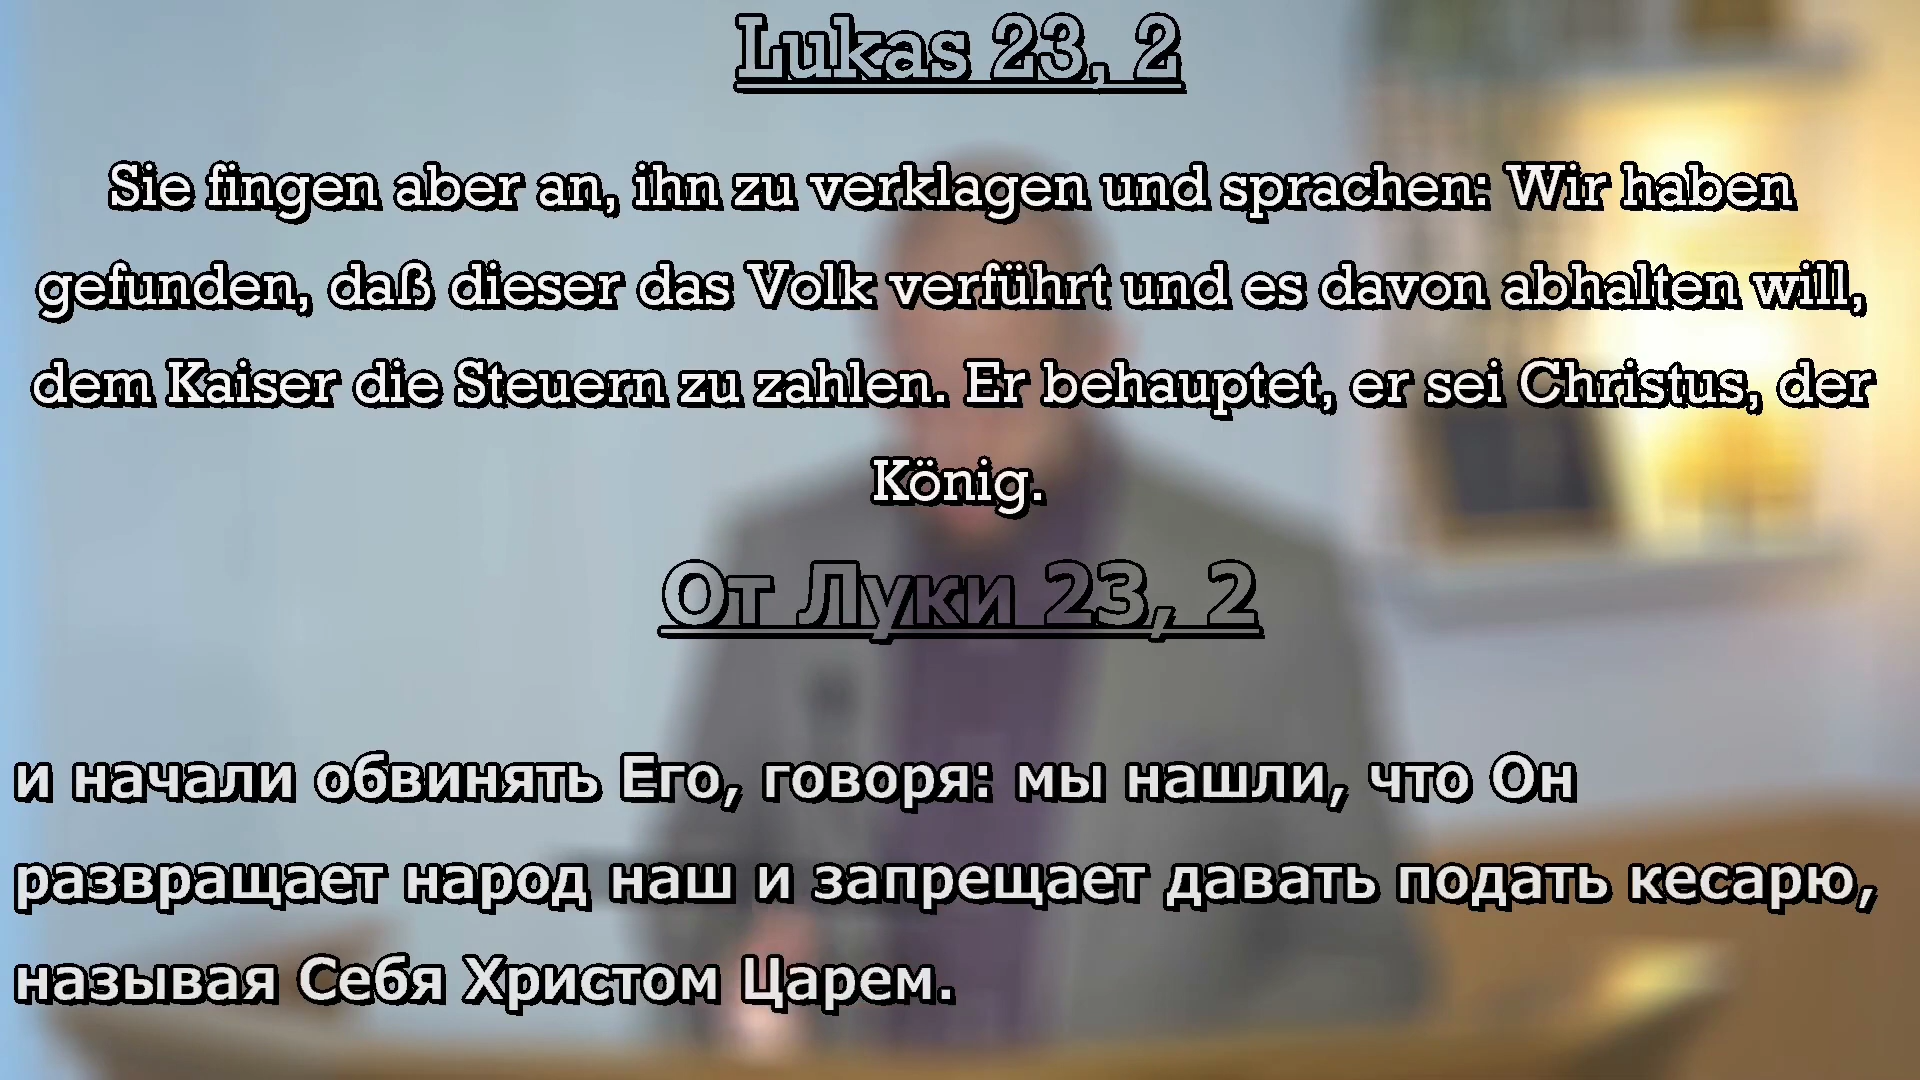 Lukas 23, 2
Sie fingen aber an, ihn zu verklagen und sprachen: Wir haben
gefunden, daß dieser das Volk verführt und es davon abhalten will,
dem Kaiser die Steuern zu zahlen. Er behauptet, er sei Christus, der
König.
От Луки 23, 2
и начали обвинять Его, говоря: мы нашли, что Он
развращает народ наш и запрещает давать подать кесарю,
называя Себя Христом Царем.